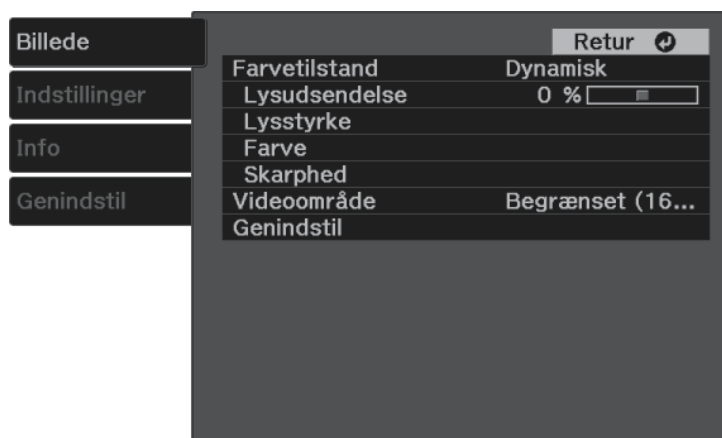 Billede
Indstillinger
Info
Genindstil
Retur
Farvetilstand Dynamisk
Lysudsendelse 0 %
Lysstyrke
Farve
Skarphed
Videoområde Begrænset (16...
Genindstil